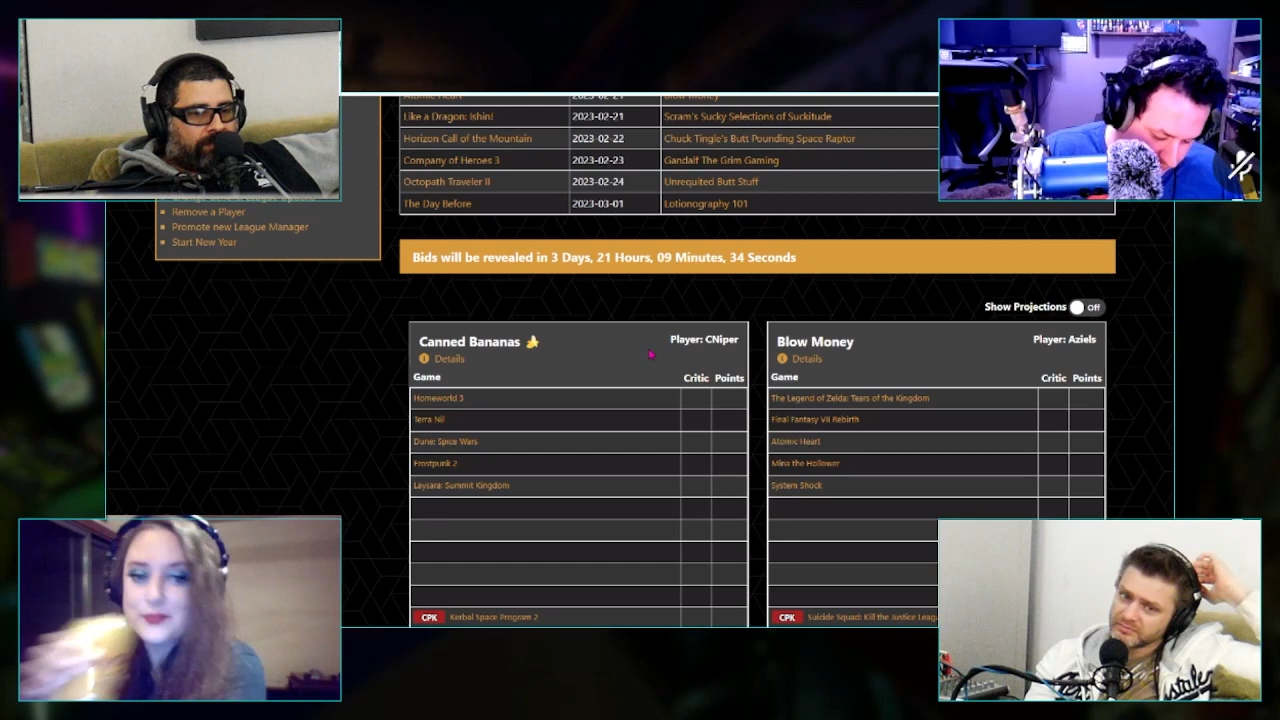 Like a Dragon: Ishin! 2023-02-21 Scram's Sucky Selections of Suckitude
Horizon Call of the Mountain 2023-02-22 Chuck Tingle's Butt Pounding Space Raptor
Company of Heroes 3 2023-02-23 Gandalf The Grim Gaming
Octopath Traveler II 2023-02-24 Unrequited Butt Stuff
The Day Before 2023-03-01 Lotionography 101
Remove a Player
Promote new League Manager
Start New Year
Bids will be revealed in 3 Days, 21 Hours, 09 Minutes, 34 Seconds
Show Projections Off
Canned Bananas Player: CNiper
Details
Game Critic Points
Homeworld 3
Terra Nil
Dune: Spice Wars
Frostpunk 2
Laysara: Summit Kingdom
CPK Kerbal Space Program 2
Blow Money Player: Aziels
Details
Game Critic Points
The Legend of Zelda: Tears of the Kingdom
Final Fantasy VII Rebirth
Atomic Heart
Mina the Hollower
System Shock
CPK Suicide Squad: Kill the Justice Leagu